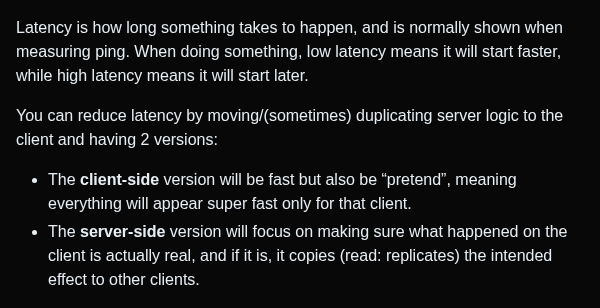 Latency is how long something takes to happen, and is normally shown when
measuring ping. When doing something, low latency means it will start faster,
while high latency means it will start later.
You can reduce latency by moving/(sometimes) duplicating server logic to the
client and having 2 versions:
• The client-side version will be fast but also be “pretend”, meaning
everything will appear super fast only for that client.
• The server-side version will focus on making sure what happened on the
client is actually real, and if it is, it copies (read: replicates) the intended
effect to other clients.